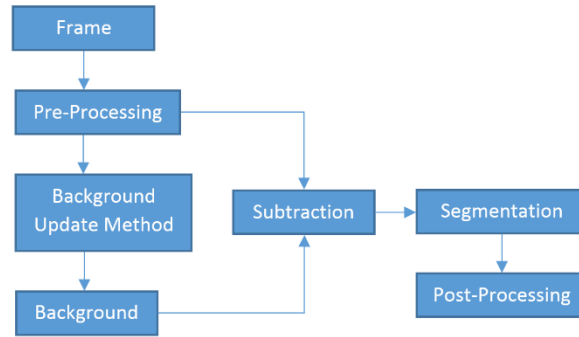 Frame
Pre-Processing
Background
Update Method
Background
Subtraction
Segmentation
Post-Processing